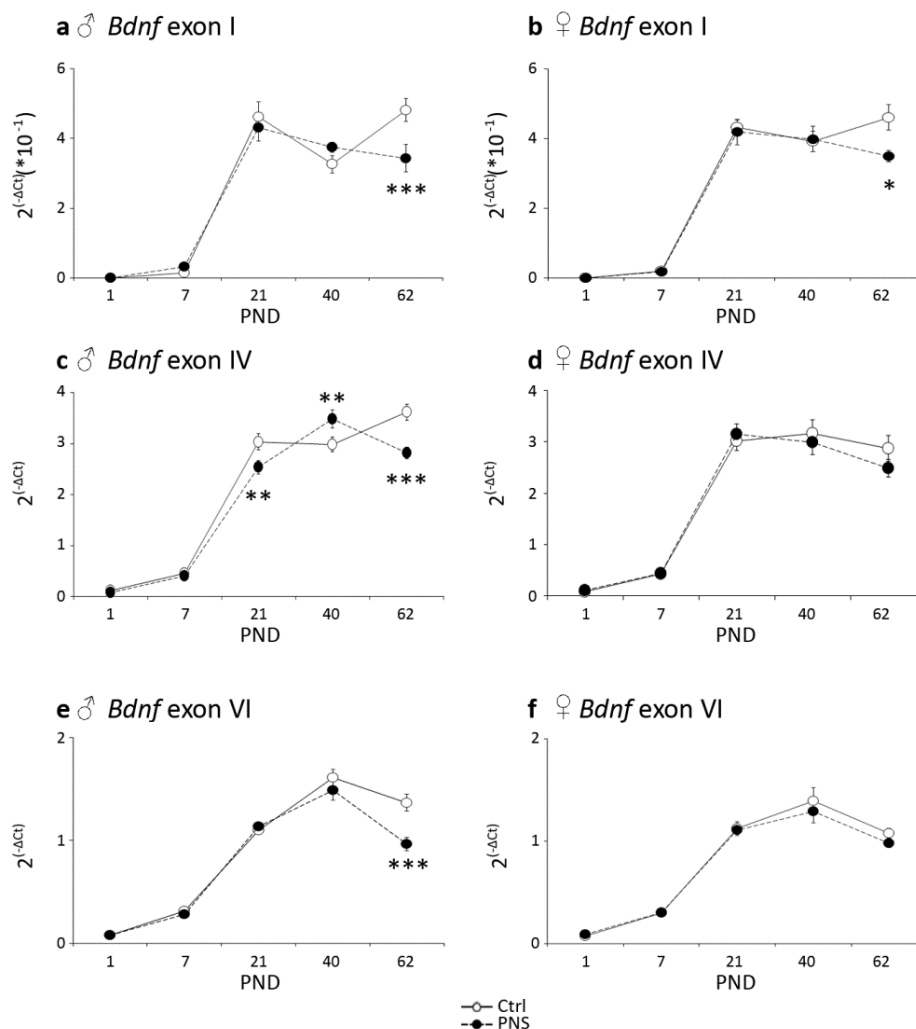 a ♂ Bdnf exon I
6
4
2
0
2^(-ΔCt)(*10^-1)
***
1 7 21 40 62
PND
b ♀ Bdnf exon I
6
4
2
0
2^(-ΔCt)(*10^-1)
*
1 7 21 40 62
PND
c ♂ Bdnf exon IV
4
3
2
1
0
2^(-ΔCt)
**
**
***
1 7 21 40 62
PND
d ♀ Bdnf exon IV
4
3
2
1
0
2^(-ΔCt)
1 7 21 40 62
PND
e ♂ Bdnf exon VI
2
1
0
2^(-ΔCt)
***
1 7 21 40 62
PND
f ♀ Bdnf exon VI
2
1
0
2^(-ΔCt)
1 7 21 40 62
PND
Ctrl
PNS